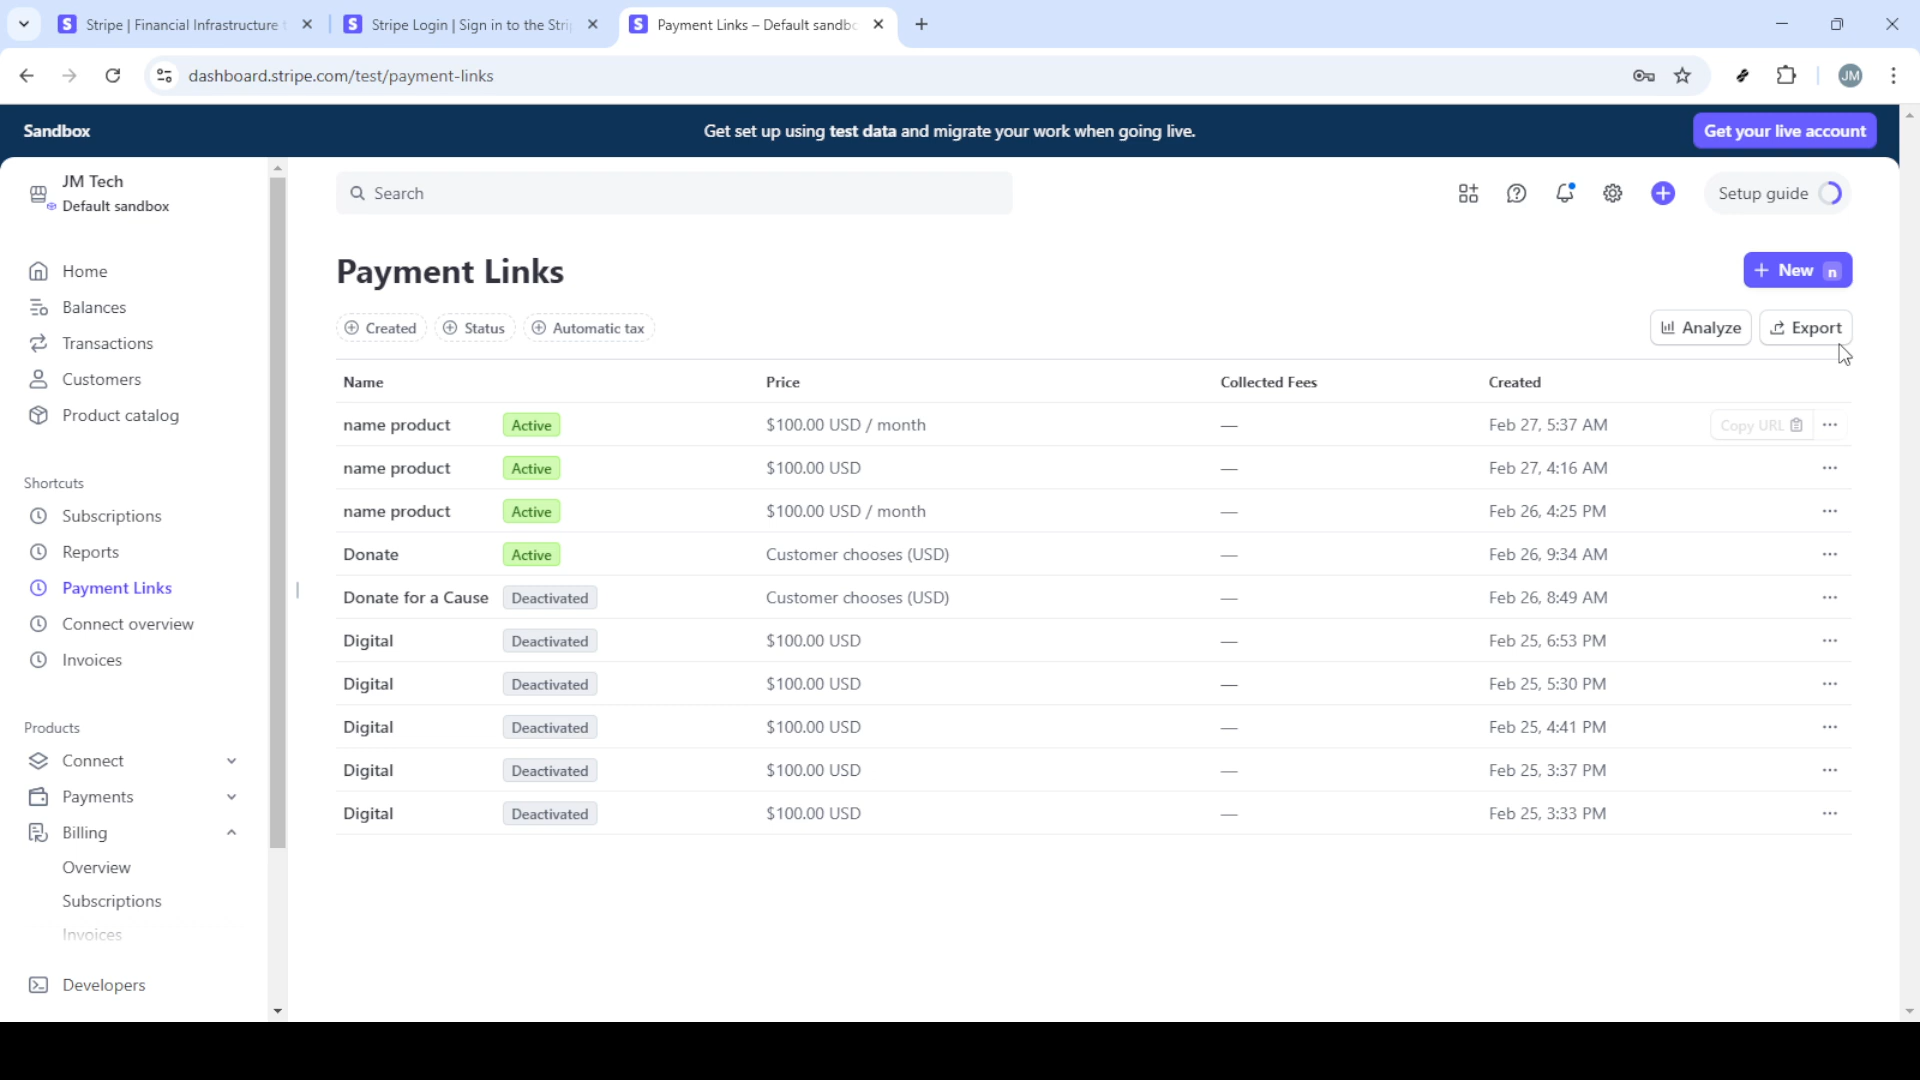 Stripe | Financial Infrastructure
Stripe Login | Sign in to the Stri
Payment Links – Default sandbo
dashboard.stripe.com/test/payment-links
JM
Sandbox
Get set up using test data and migrate your work when going live.
Get your live account
JM Tech
Default sandbox
Search
Setup guide
Home
Balances
Transactions
Customers
Product catalog
Shortcuts
Subscriptions
Reports
Payment Links
Connect overview
Invoices
Products
Connect
Payments
Billing
Overview
Subscriptions
Invoices
Developers
Payment Links
New n
Created Status Automatic tax
Analyze Export
Name Price Collected Fees Created
name product Active $100.00 USD / month — Feb 27, 5:37 AM Copy URL
name product Active $100.00 USD — Feb 27, 4:16 AM
name product Active $100.00 USD / month — Feb 26, 4:25 PM
Donate Active Customer chooses (USD) — Feb 26, 9:34 AM
Donate for a Cause Deactivated Customer chooses (USD) — Feb 26, 8:49 AM
Digital Deactivated $100.00 USD — Feb 25, 6:53 PM
Digital Deactivated $100.00 USD — Feb 25, 5:30 PM
Digital Deactivated $100.00 USD — Feb 25, 4:41 PM
Digital Deactivated $100.00 USD — Feb 25, 3:37 PM
Digital Deactivated $100.00 USD — Feb 25, 3:33 PM